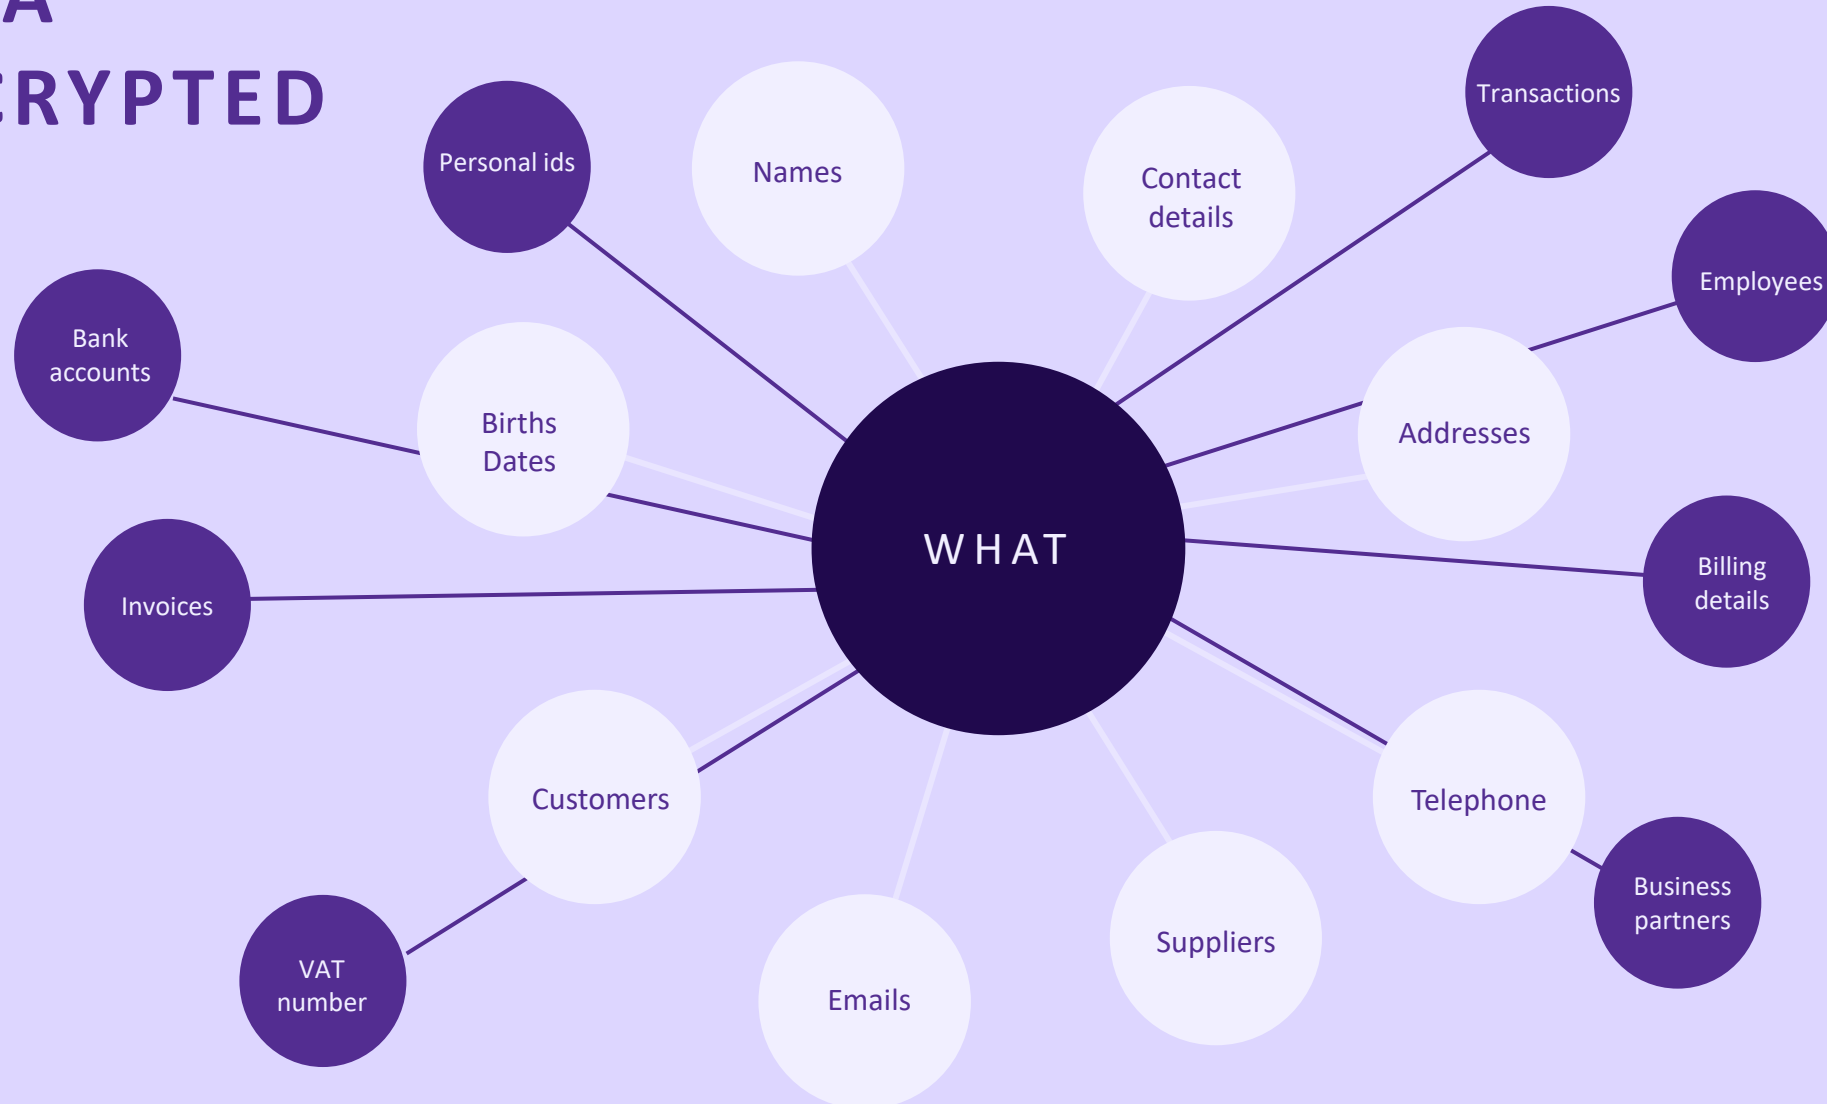 A
CRYPTED
Transactions
Personal ids
Names
Contact
details
Employees
Bank
accounts
Births
Dates
Addresses
WHAT
Billing
details
Invoices
Customers
Telephone
Business
partners
Suppliers
VAT
number
Emails